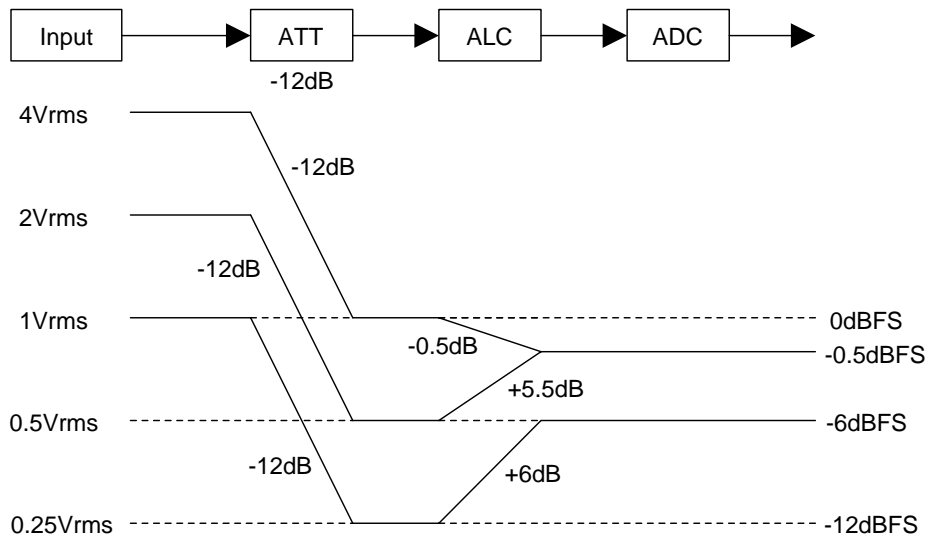 Input ATT ALC ADC
-12dB
4Vrms
-12dB
2Vrms
-12dB
1Vrms 0dBFS
-0.5dB -0.5dBFS
+5.5dB
0.5Vrms -6dBFS
-12dB +6dB
0.25Vrms -12dBFS